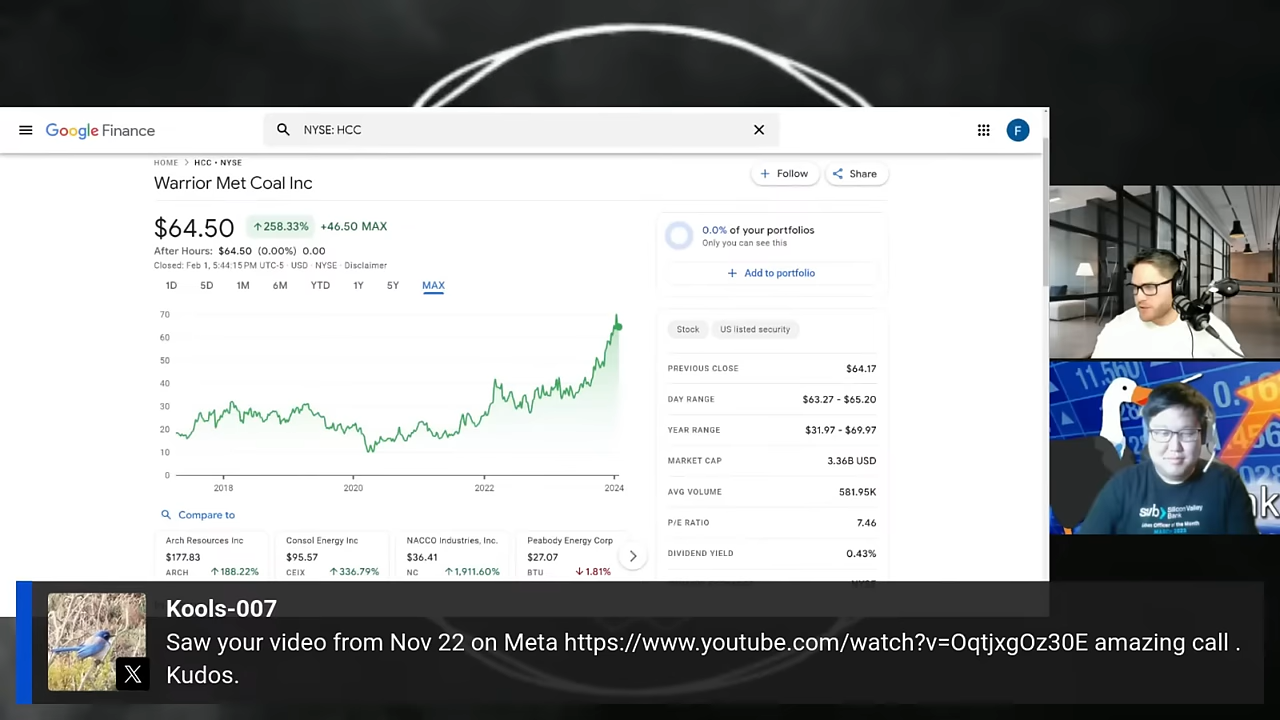 Google Finance
NYSE: HCC
F
HOME > HCC • NYSE
Warrior Met Coal Inc
+ Follow
Share
$64.50 ↑258.33% +46.50 MAX
After Hours: $64.50 (0.00%) 0.00
Closed: Feb 1, 5:44:15 PM UTC-5 · USD · NYSE · Disclaimer
1D 5D 1M 6M YTD 1Y 5Y MAX
70
60
50
40
30
20
10
0
2018 2020 2022 2024
Compare to
Arch Resources Inc
$177.83
ARCH ↑188.22%
Consol Energy Inc
$95.57
CEIX ↑336.79%
NACCO Industries, Inc.
$36.41
NC ↑1,911.60%
Peabody Energy Corp
$27.07
BTU ↓1.81%
0.0% of your portfolios
Only you can see this
+ Add to portfolio
Stock US listed security
PREVIOUS CLOSE $64.17
DAY RANGE $63.27 - $65.20
YEAR RANGE $31.97 - $69.97
MARKET CAP 3.36B USD
AVG VOLUME 581.95K
P/E RATIO 7.46
DIVIDEND YIELD 0.43%
11.560
0.16
svb> Silicon Valley
Bank
Kools-007
Saw your video from Nov 22 on Meta https://www.youtube.com/watch?v=OqtjxgOz30E amazing call .
Kudos.